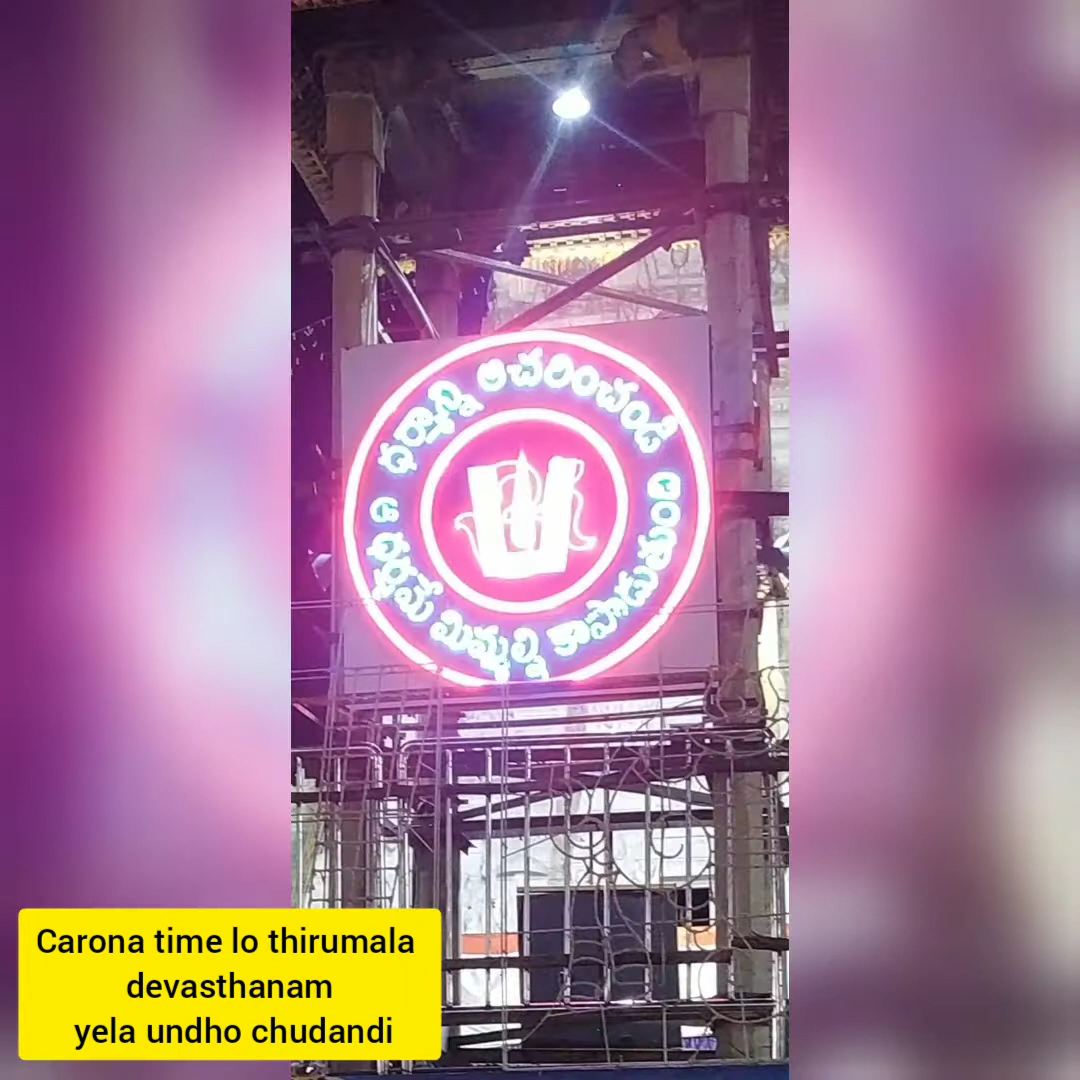 ధర్మాన్ని ఆచరించండి
ఆ ధర్మమే మిమ్మల్ని కాపాడుతుంది
Carona time lo thirumala
devasthanam
yela undho chudandi